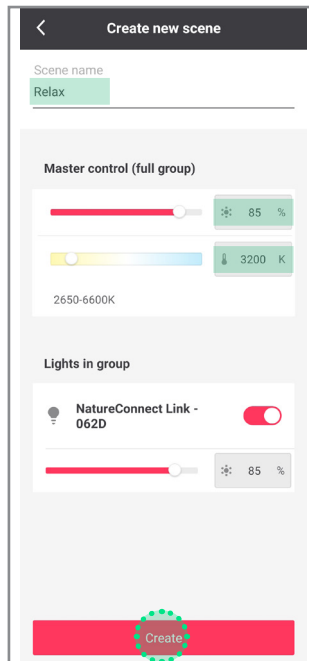 Create new scene
Scene name
Relax
Master control (full group)
85 %
3200 K
2650-6600K
Lights in group
NatureConnect Link -
062D
85 %
Create